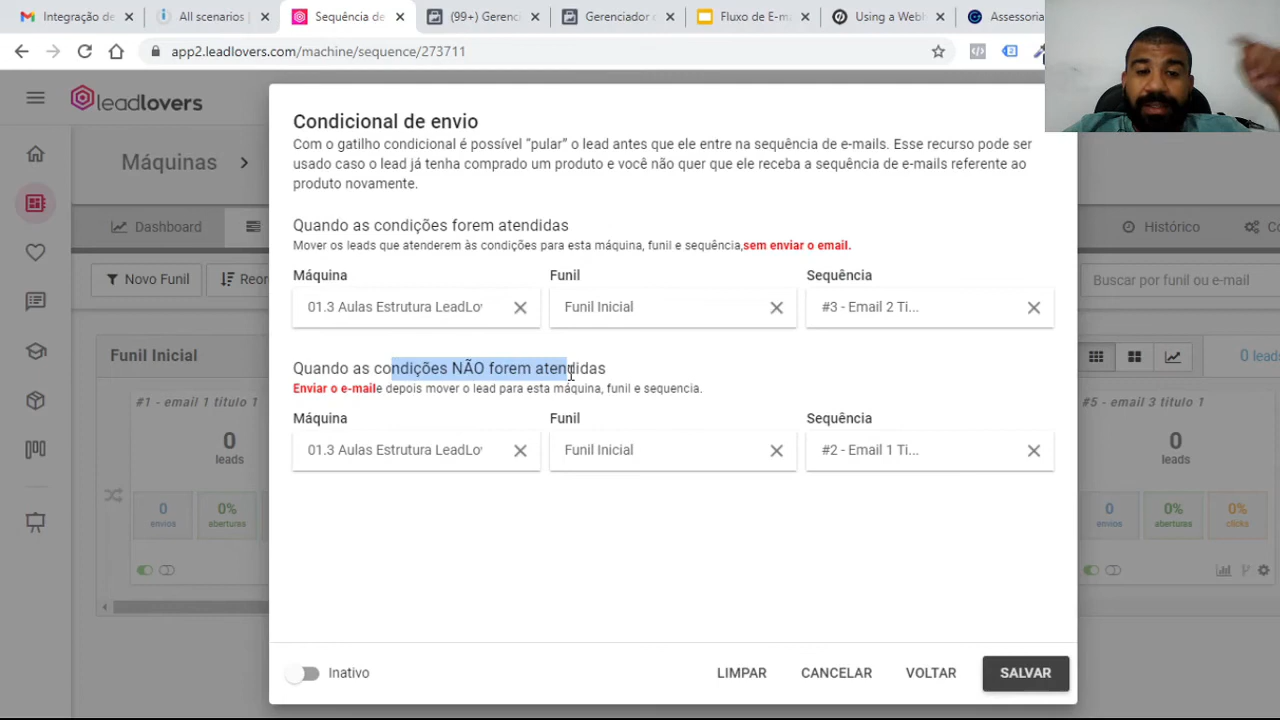 Integração de
All scenarios
Sequência de
(99+) Gerenci
Gerenciador c
Fluxo de E-m
Using a Webl
Assessoria
app2.leadlovers.com/machine/sequence/273711
leadlovers
Máquinas
Dashboard
Histórico
Co
Novo Funil
Reor
Buscar por funil ou e-mail
Funil Inicial
0 leads
#1 - email 1 titulo 1
0
leads
0
envios
0%
aberturas
#5 - email 3 titulo 1
0
leads
0
envios
0%
aberturas
0%
clicks
Condicional de envio
Com o gatilho condicional é possível "pular" o lead antes que ele entre na sequência de e-mails. Esse recurso pode ser
usado caso o lead já tenha comprado um produto e você não quer que ele receba a sequência de e-mails referente ao
produto novamente.
Quando as condições forem atendidas
Mover os leads que atenderem às condições para esta máquina, funil e sequência,sem enviar o email.
Máquina Funil Sequência
01.3 Aulas Estrutura LeadLov Funil Inicial #3 - Email 2 Ti...
Quando as condições NÃO forem atendidas
Enviar o e-maile depois mover o lead para esta máquina, funil e sequencia.
Máquina Funil Sequência
01.3 Aulas Estrutura LeadLov Funil Inicial #2 - Email 1 Ti...
Inativo
LIMPAR CANCELAR VOLTAR SALVAR